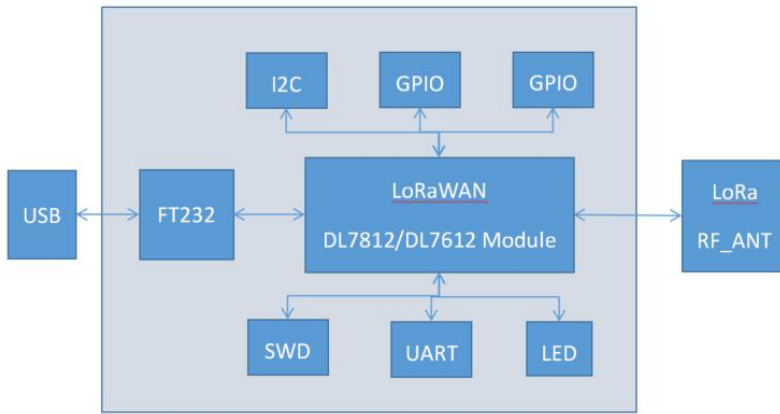 I2C
GPIO
GPIO
USB
FT232
LoRaWAN
DL7812/DL7612 Module
LoRa
RF_ANT
SWD
UART
LED